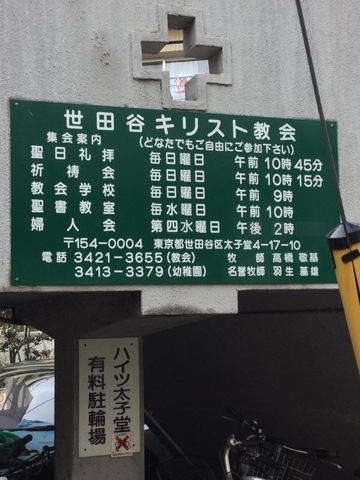 世田谷キリスト教会
集会案内 (どなたでもご自由にご参加下さい)
聖日礼拝 毎日曜日 午前10時45分
祈祷会 毎日曜日 午前10時15分
教会学校 毎日曜日 午前9時
聖書教室 毎水曜日 午前10時
婦人会 第四水曜日 午後2時
〒154-0004 東京都世田谷区太子堂4-17-10
電話 3421-3655(教会) 牧師 高橋敬基
3413-3379(幼稚園) 名誉牧師 羽生基雄
ハイツ太子堂
有料駐輪場